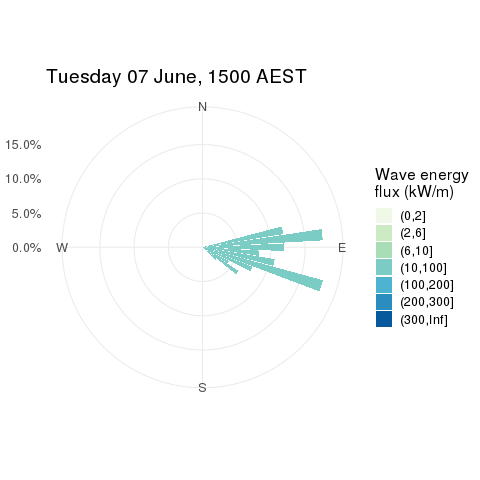 Tuesday 07 June, 1500 AEST
N
15.0%
10.0%
5.0%
0.0%
W
E
S
Wave energy
flux (kW/m)
(0,2]
(2,6]
(6,10]
(10,100]
(100,200]
(200,300]
(300,Inf]